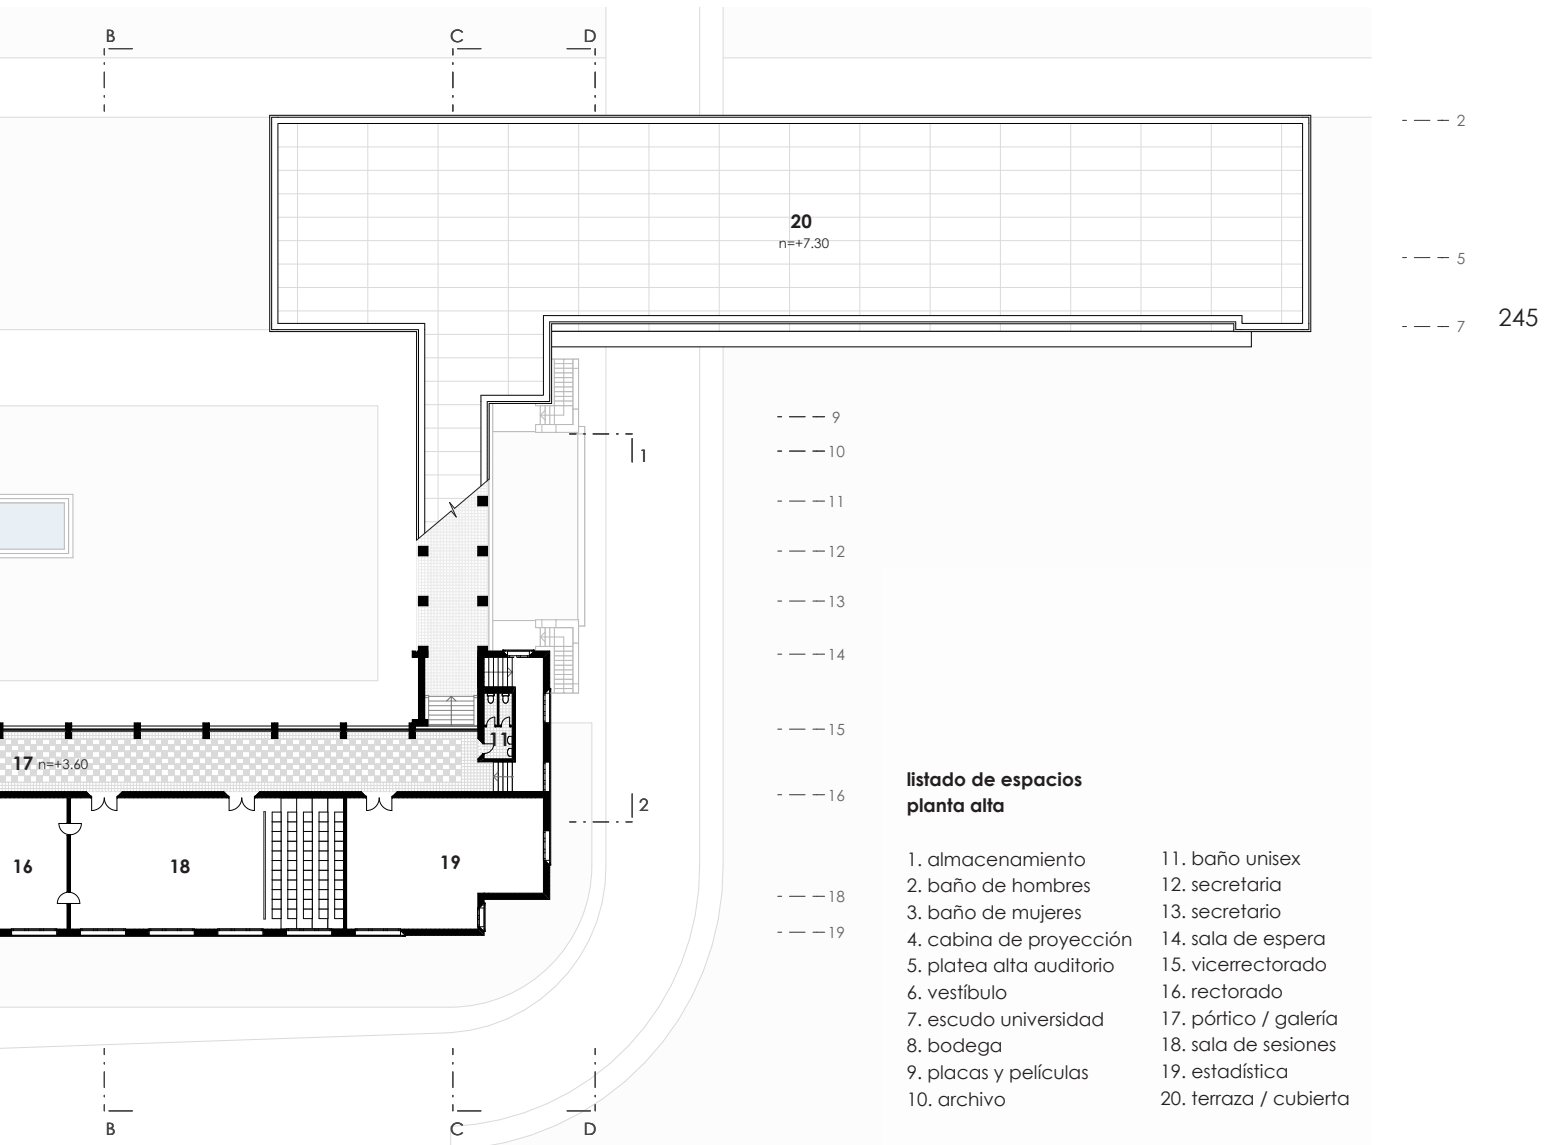 B
C
D
2
20
n=+7.30
5
7
245
9
10
1
11
12
13
14
15
11
17 n=+3.60
16
2
16
18
19
18
19
listado de espacios
planta alta
1. almacenamiento
2. baño de hombres
3. baño de mujeres
4. cabina de proyección
5. platea alta auditorio
6. vestíbulo
7. escudo universidad
8. bodega
9. placas y películas
10. archivo
11. baño unisex
12. secretaria
13. secretario
14. sala de espera
15. vicerrectorado
16. rectorado
17. pórtico / galería
18. sala de sesiones
19. estadística
20. terraza / cubierta
B
C
D